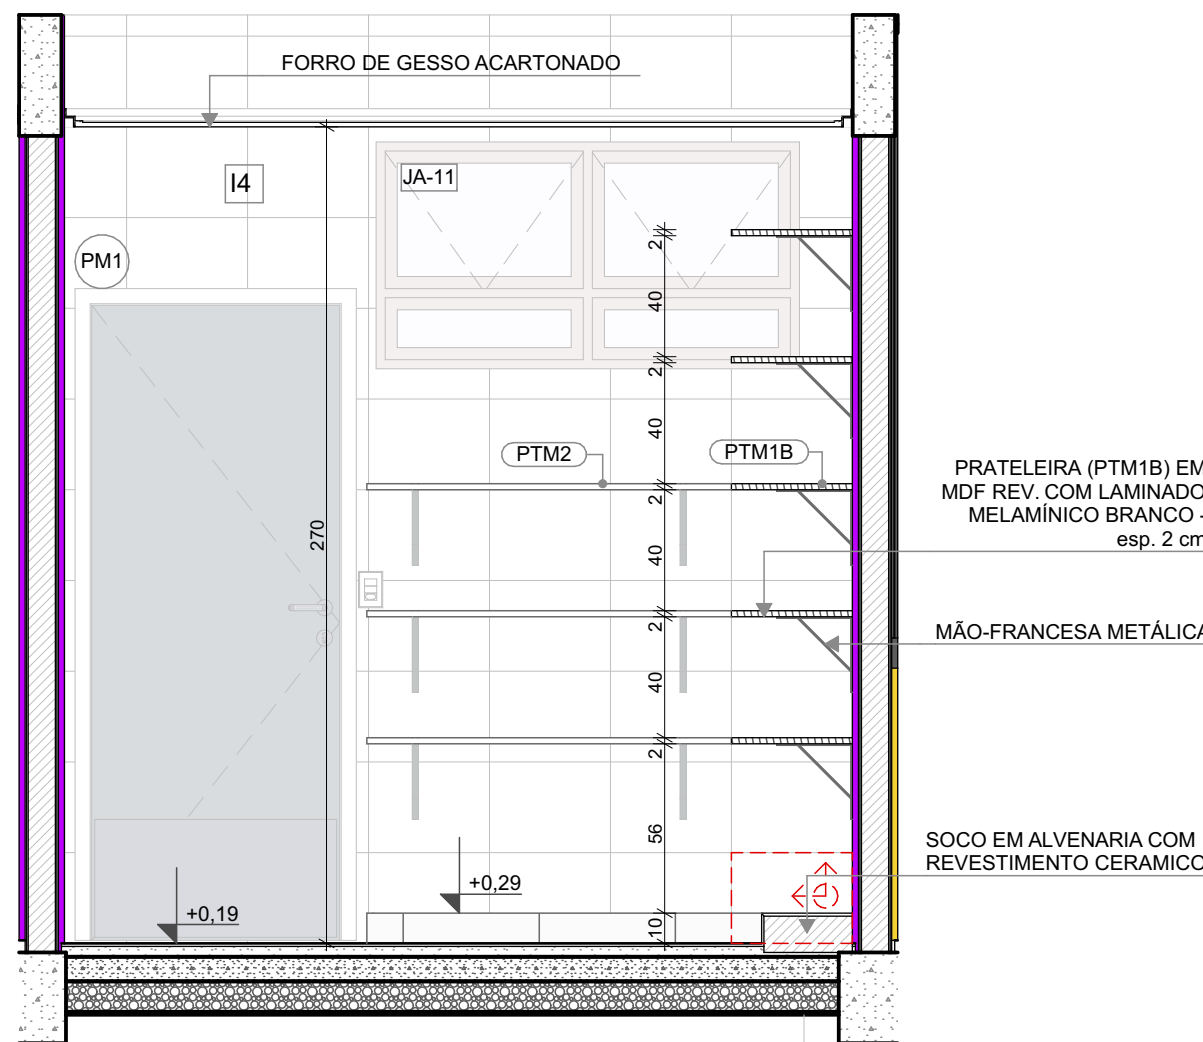 FORRO DE GESSO ACARTONADO
I4
JA-11
PM1
2
40
2
40
PTM2
PTM1B
PRATELEIRA (PTM1B) EM
MDF REV. COM LAMINADO
MELAMÍNICO BRANCO -
esp. 2 cm
2
270
40
2
MÃO-FRANCESA METÁLICA
40
2
56
SOCO EM ALVENARIA COM
REVESTIMENTO CERAMICO
+0,29
+0,19
10